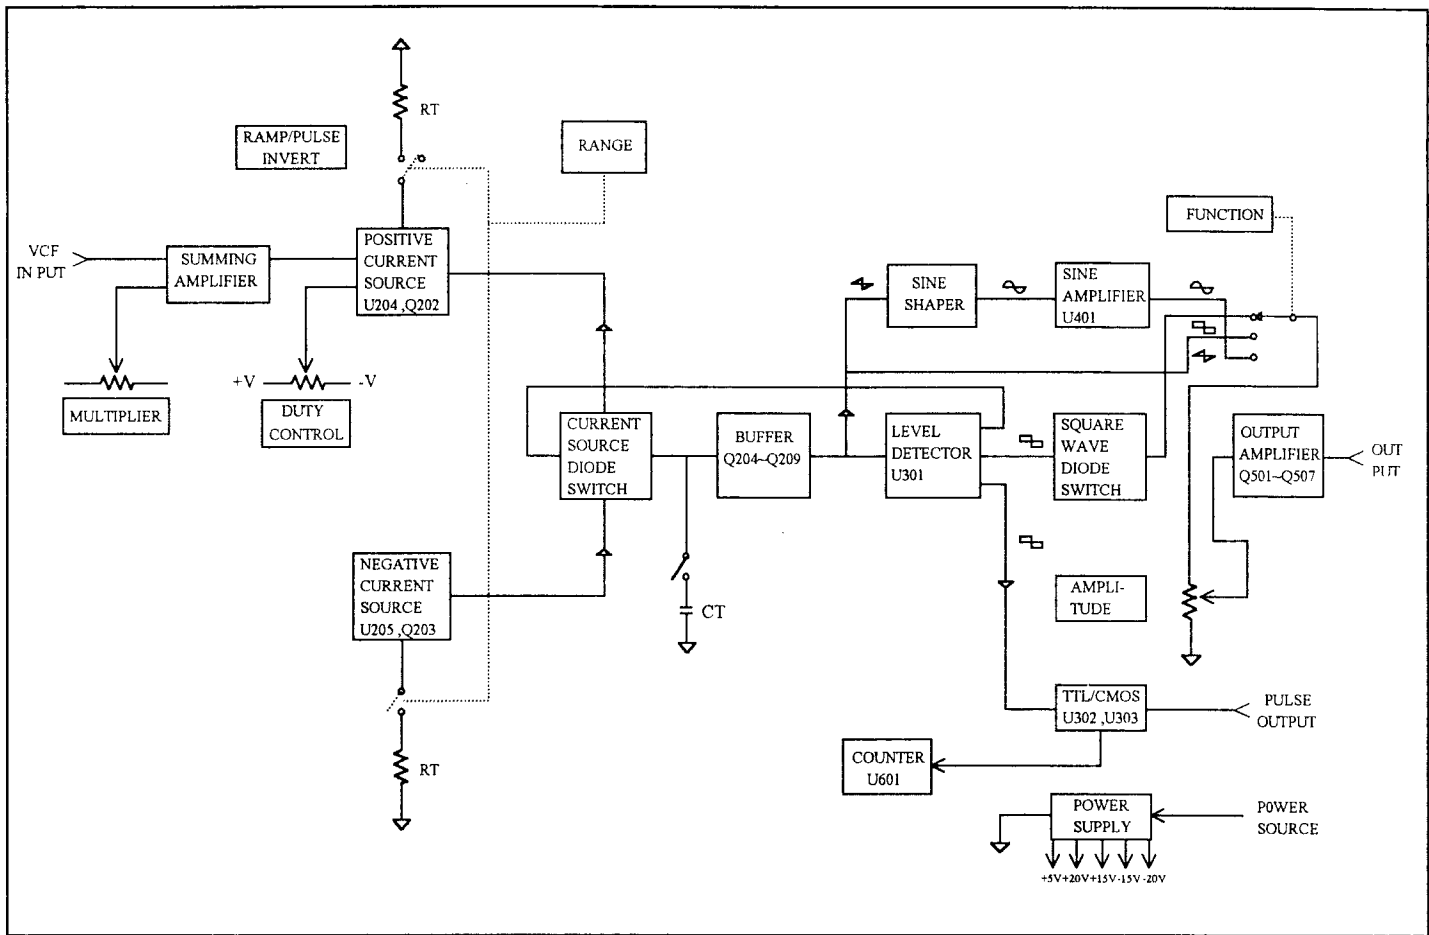 RT
RAMP/PULSE
INVERT
RANGE
FUNCTION
VCF
IN PUT
SUMMING
AMPLIFIER
POSITIVE
CURRENT
SOURCE
U204 ,Q202
SINE
SHAPER
SINE
AMPLIFIER
U401
MULTIPLIER
+V
-V
DUTY
CONTROL
CURRENT
SOURCE
DIODE
SWITCH
BUFFER
Q204~Q209
LEVEL
DETECTOR
U301
SQUARE
WAVE
DIODE
SWITCH
OUTPUT
AMPLIFIER
Q501~Q507
OUT
PUT
NEGATIVE
CURRENT
SOURCE
U205 ,Q203
CT
AMPLI-
TUDE
RT
TTL/CMOS
U302 ,U303
PULSE
OUTPUT
COUNTER
U601
POWER
SUPPLY
P0WER
SOURCE
+5V+20V+15V-15V -20V